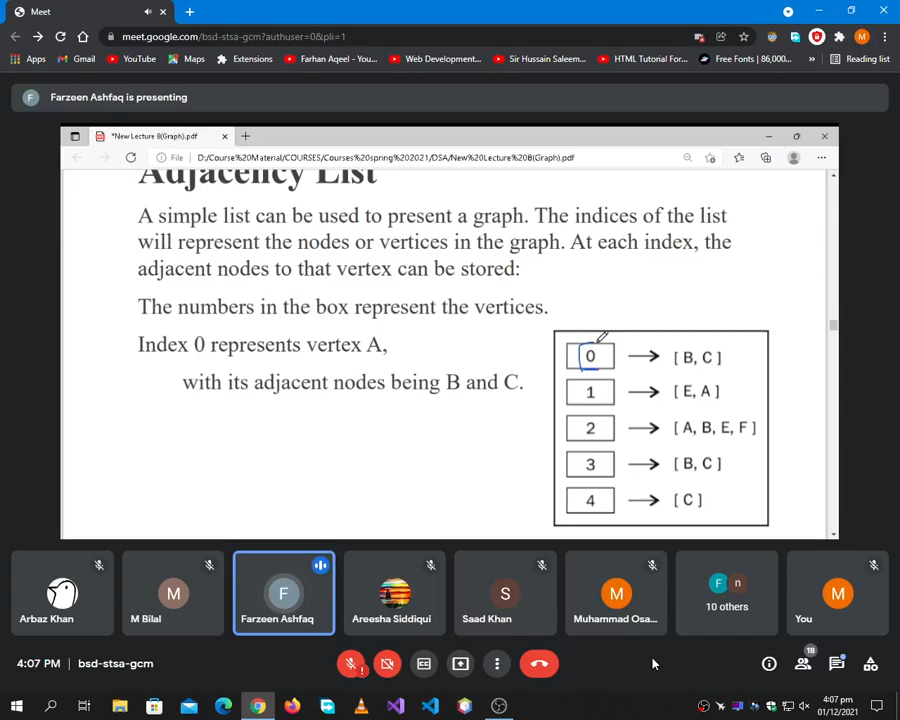 Meet
meet.google.com/bsd-stsa-gcm?authuser=0&pli=1
Apps
Gmail
YouTube
Maps
Extensions
Farhan Aqeel - You...
Web Development...
Sir Hussain Saleem...
HTML Tutorial For...
Free Fonts | 86,000...
Reading list
F Farzeen Ashfaq is presenting
*New Lecture 8(Graph).pdf
File
D:/Course%20Material/COURSES/Courses%20spring%202021/DSA/New%20Lecture%208(Graph).pdf
Adjacency List
A simple list can be used to present a graph. The indices of the list
will represent the nodes or vertices in the graph. At each index, the
adjacent nodes to that vertex can be stored:
The numbers in the box represent the vertices.
Index 0 represents vertex A,
with its adjacent nodes being B and C.
0 → [ B, C ]
1 → [ E, A ]
2 → [ A, B, E, F ]
3 → [ B, C ]
4 → [ C ]
Arbaz Khan
M
M Bilal
F
Farzeen Ashfaq
Areesha Siddiqui
S
Saad Khan
M
Muhammad Osa...
F n
10 others
M
You
4:07 PM | bsd-stsa-gcm
18
4:07 pm
01/12/2021